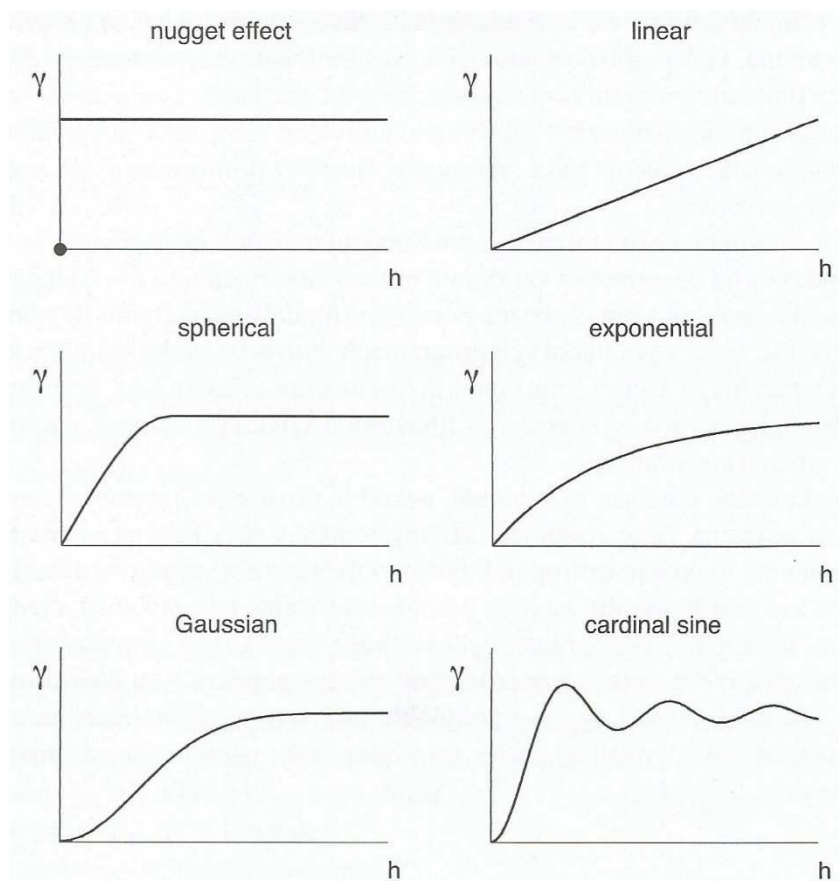 nugget effect
linear
γ
γ
h
h
spherical
exponential
γ
γ
h
h
Gaussian
cardinal sine
γ
γ
h
h